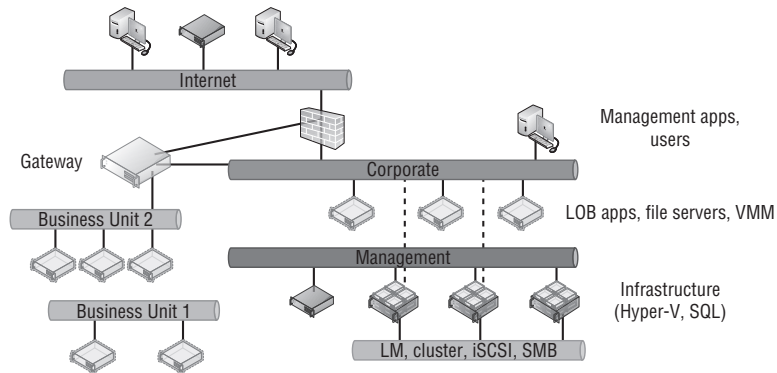 Internet
Management apps,
users
Gateway
Corporate
LOB apps, file servers, VMM
Business Unit 2
Management
Infrastructure
(Hyper-V, SQL)
Business Unit 1
LM, cluster, iSCSI, SMB